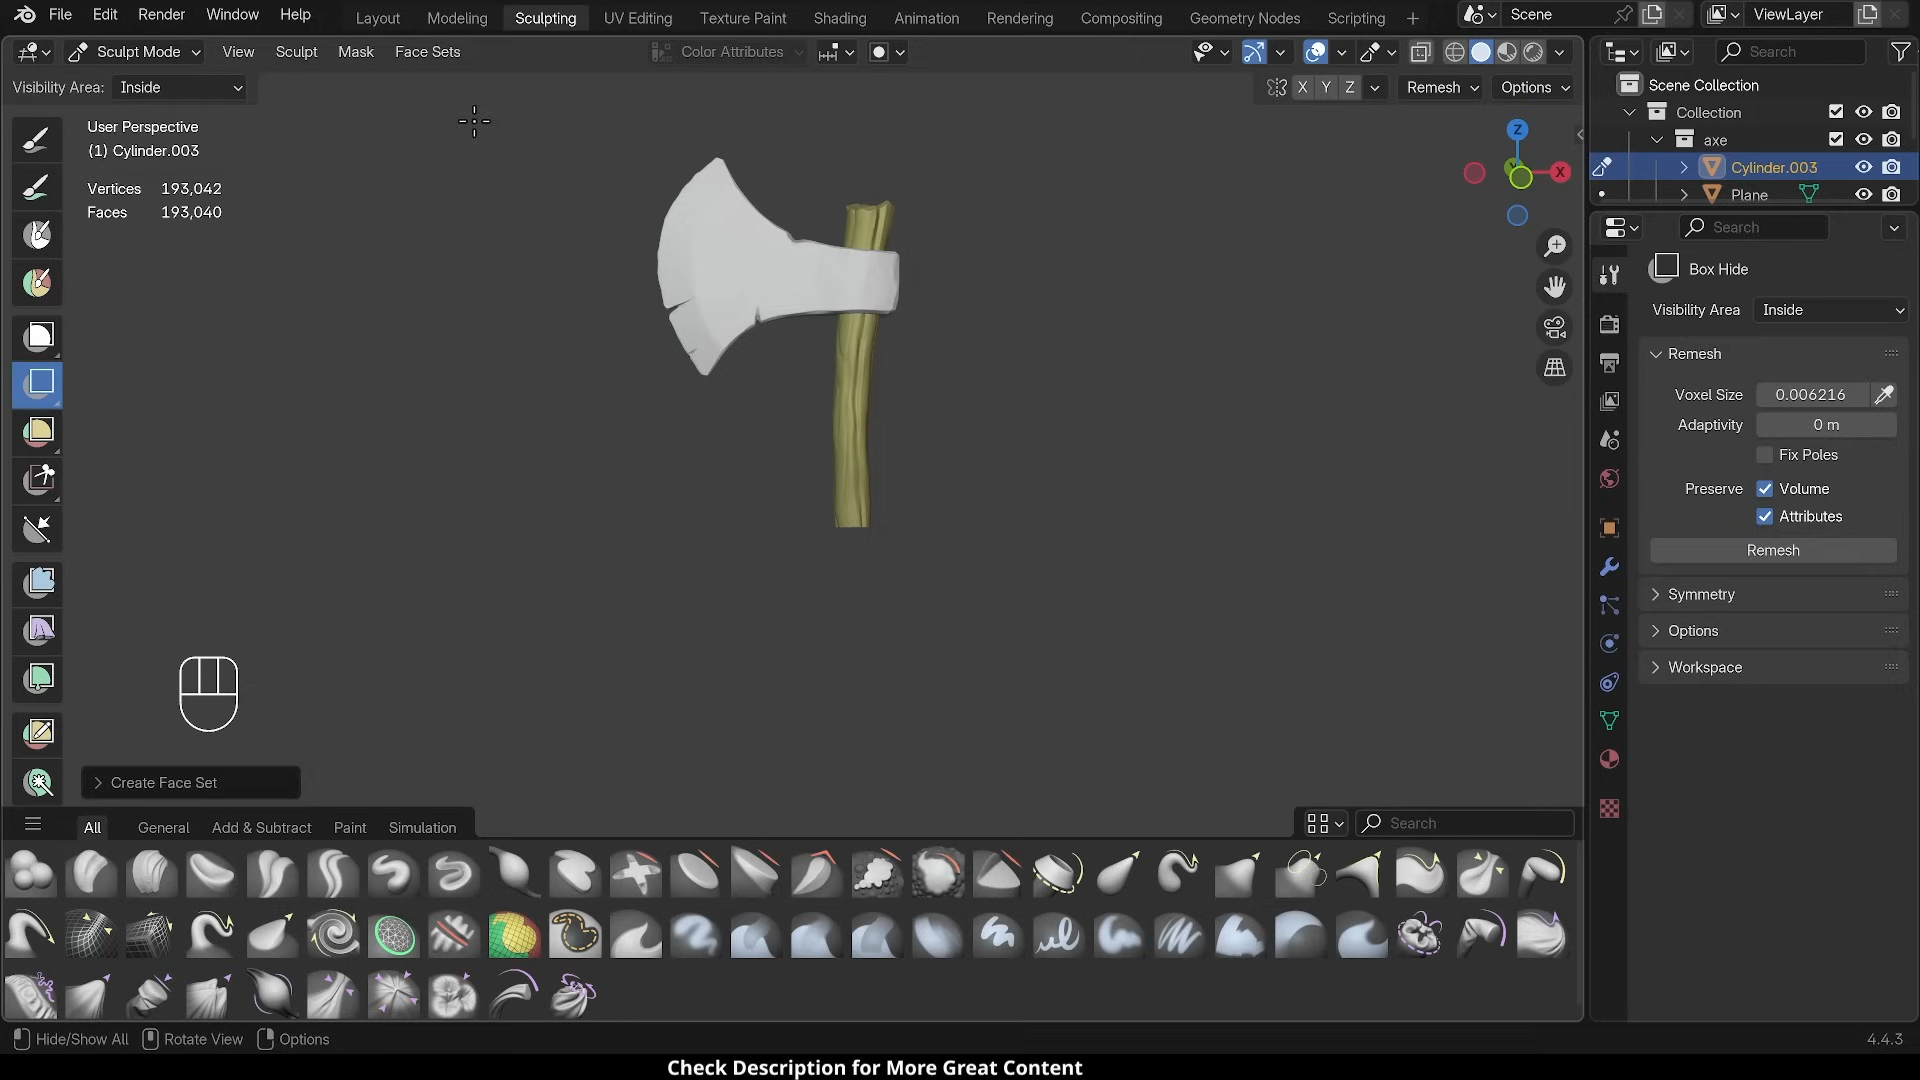 File Edit Render Window Help Layout Modeling Sculpting UV Editing Texture Paint Shading Animation Rendering Compositing Geometry Nodes Scripting + Scene ViewLayer
Sculpt Mode View Sculpt Mask Face Sets Color Attributes Search
Visibility Area: Inside X Y Z Remesh Options
Scene Collection
Collection
axe
Cylinder.003
Plane
User Perspective
(1) Cylinder.003
Vertices 193,042
Faces 193,040
Z
X
Search
Box Hide
Visibility Area Inside
Remesh
Voxel Size 0.006216
Adaptivity 0 m
Fix Poles
Preserve Volume
Attributes
Remesh
Symmetry
Options
Workspace
Create Face Set
All General Add & Subtract Paint Simulation Search
Hide/Show All Rotate View Options 4.4.3
Check Description for More Great Content